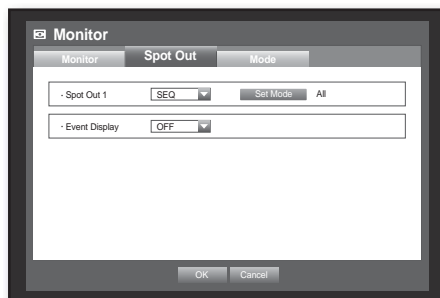 Monitor
Monitor Spot Out Mode
· Spot Out 1 SEQ Set Mode All
· Event Display OFF
OK Cancel